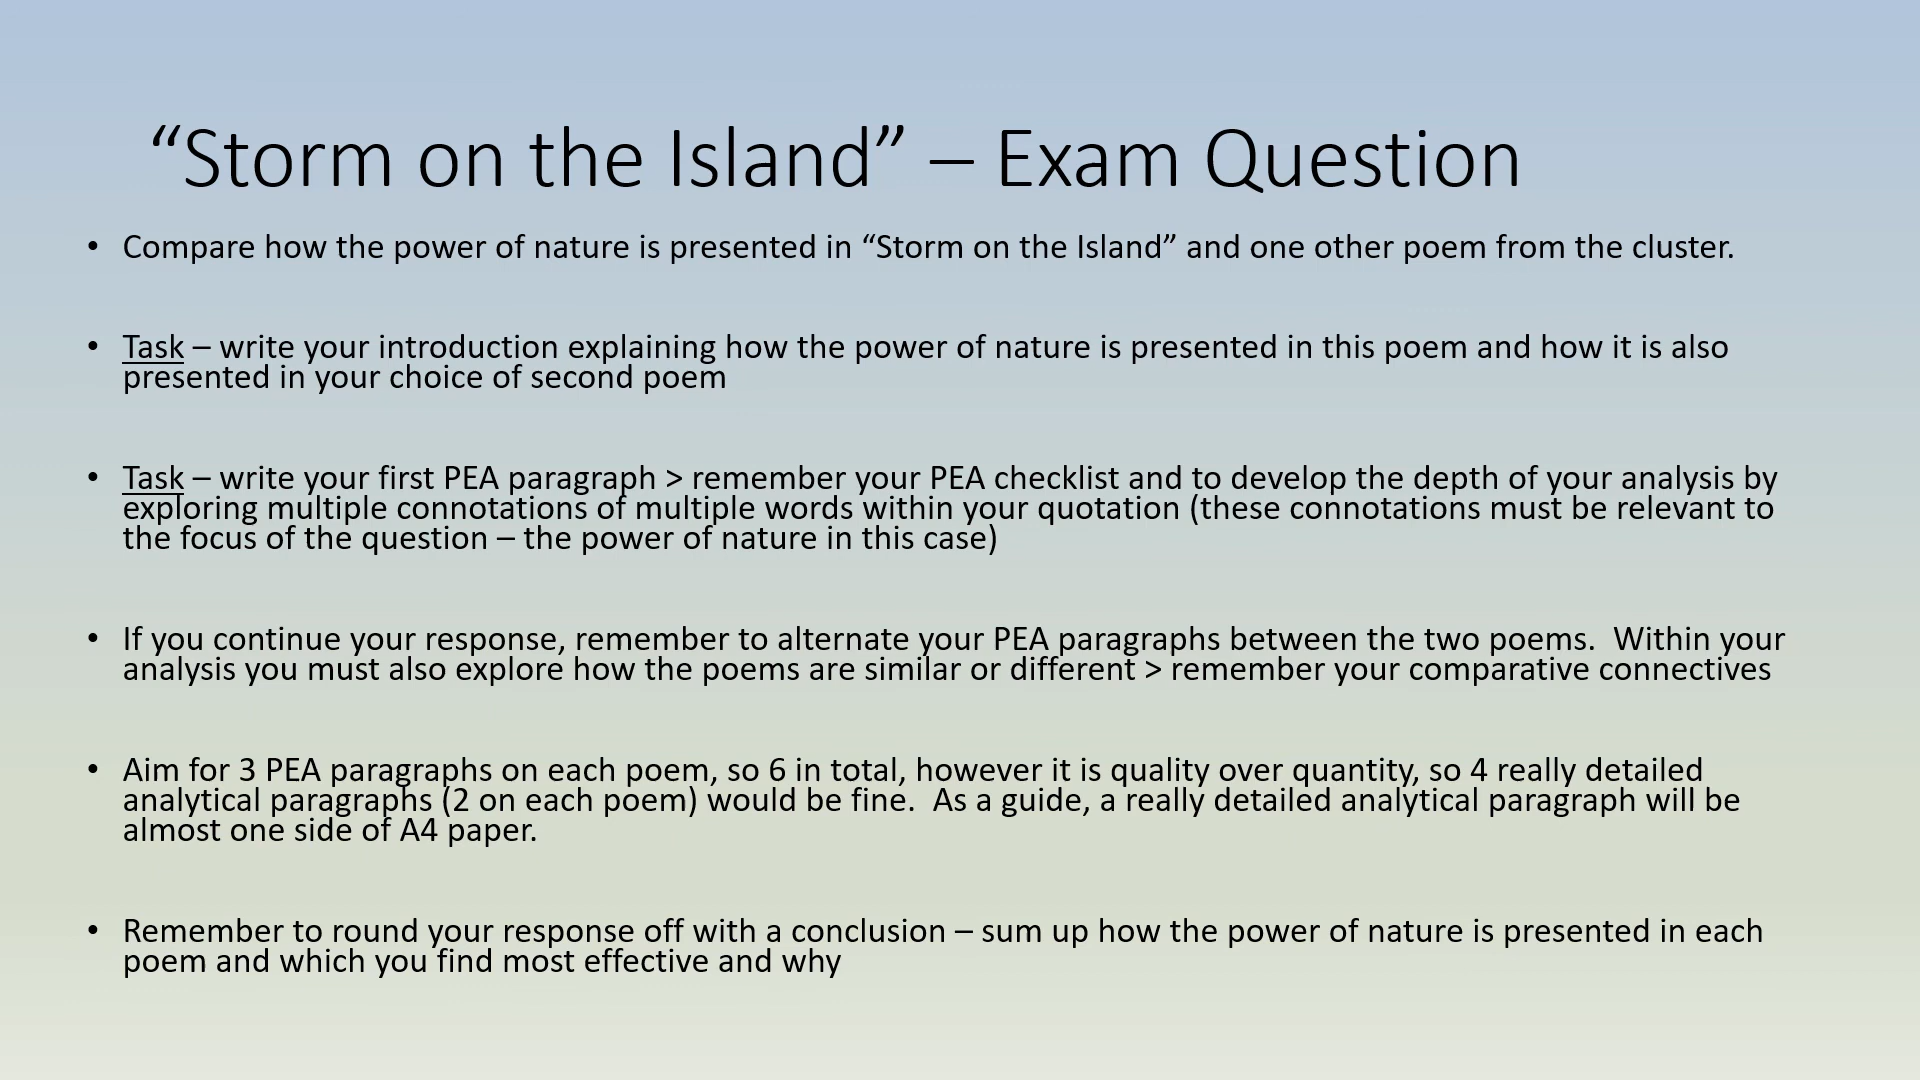 “Storm on the Island” – Exam Question
• Compare how the power of nature is presented in “Storm on the Island” and one other poem from the cluster.
• Task – write your introduction explaining how the power of nature is presented in this poem and how it is also
presented in your choice of second poem
• Task – write your first PEA paragraph > remember your PEA checklist and to develop the depth of your analysis by
exploring multiple connotations of multiple words within your quotation (these connotations must be relevant to
the focus of the question – the power of nature in this case)
• If you continue your response, remember to alternate your PEA paragraphs between the two poems.  Within your
analysis you must also explore how the poems are similar or different > remember your comparative connectives
• Aim for 3 PEA paragraphs on each poem, so 6 in total, however it is quality over quantity, so 4 really detailed
analytical paragraphs (2 on each poem) would be fine.  As a guide, a really detailed analytical paragraph will be
almost one side of A4 paper.
• Remember to round your response off with a conclusion – sum up how the power of nature is presented in each
poem and which you find most effective and why